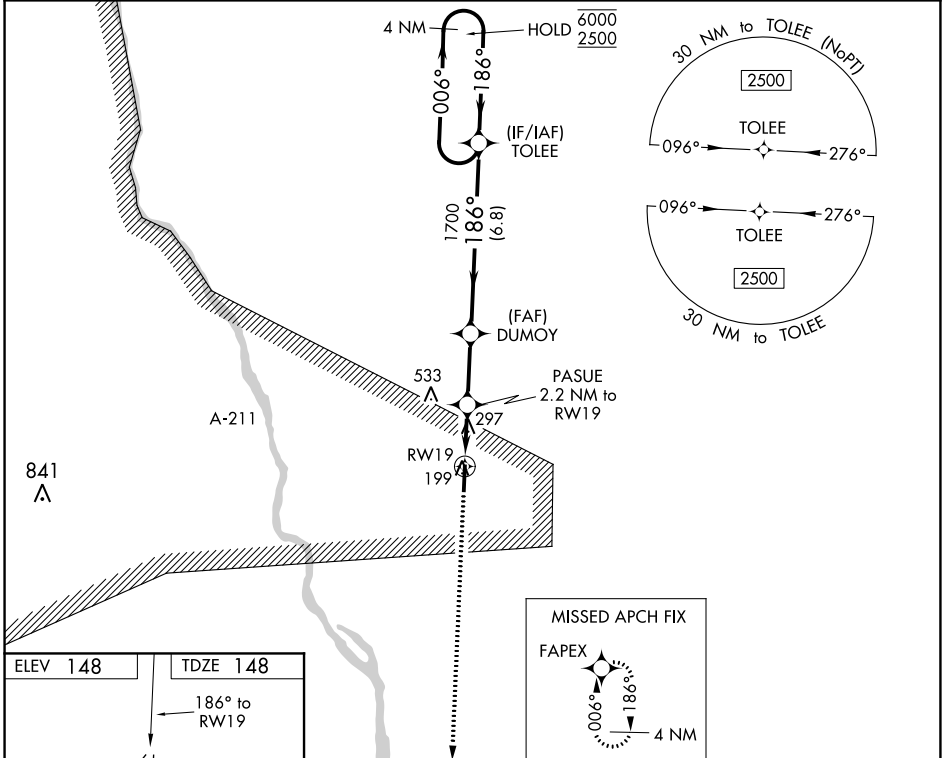 4 NM
HOLD
6000
2500
006°
186°
(IF/IAF)
TOLEE
1700
186°
(6.8)
(FAF)
DUMOY
533
PASUE
2.2 NM to
RW19
297
RW19
199
A-211
841
30 NM to TOLEE (NoPT)
2500
TOLEE
096°
276°
096°
276°
TOLEE
2500
30 NM to TOLEE
MISSED APCH FIX
FAPEX
006°
186°
4 NM
ELEV 148
TDZE 148
186° to
RW19